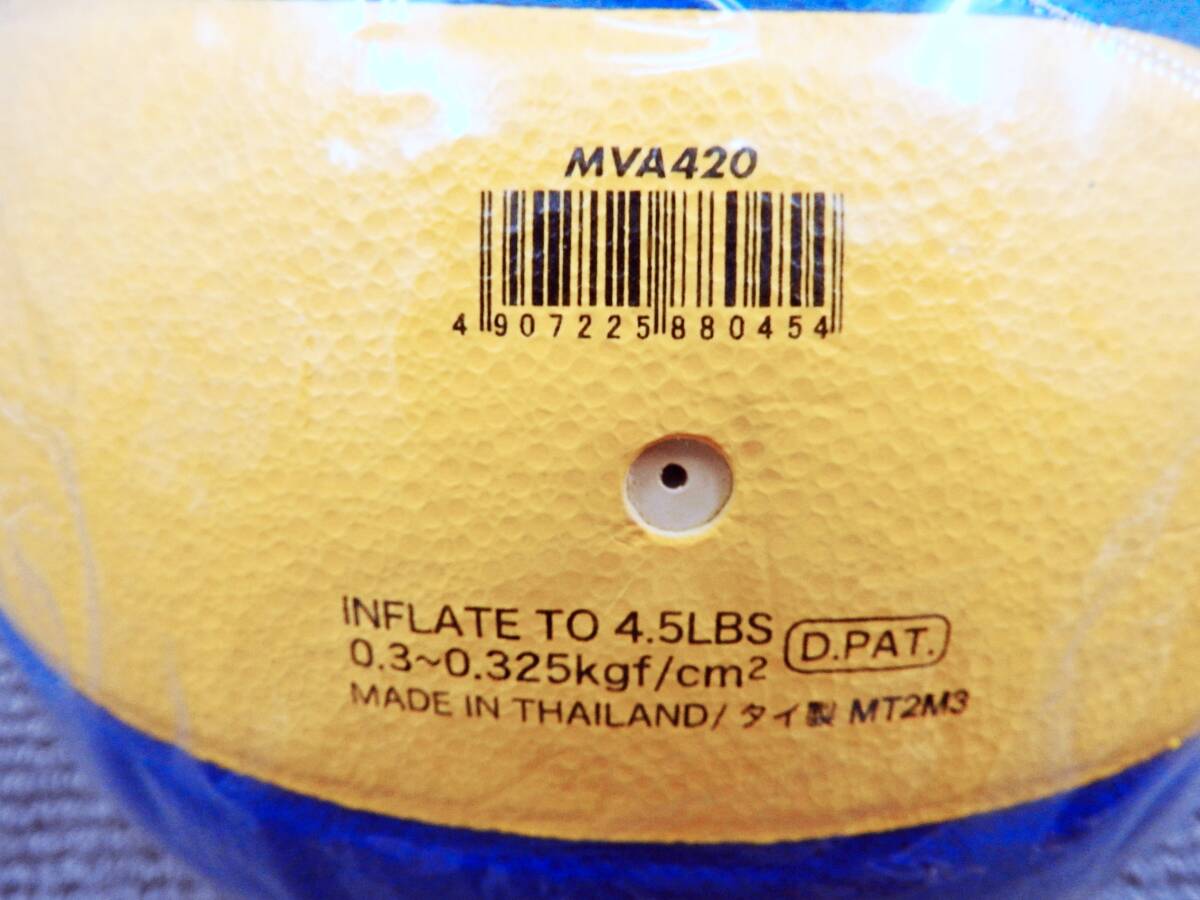 MVA420
4 907225 880454
INFLATE TO 4.5LBS
0.3~0.325kgf/cm²
D.PAT.
MADE IN THAILAND/ タイ製 MT2M3